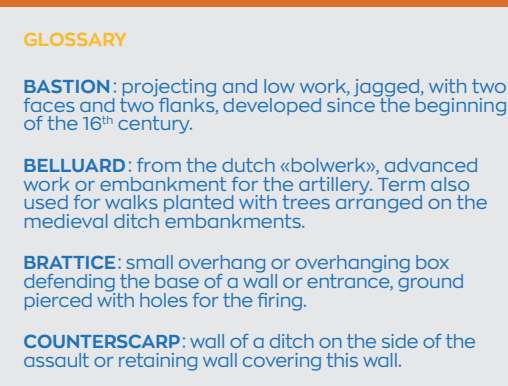 GLOSSARY
BASTION: projecting and low work, jagged, with two
faces and two flanks, developed since the beginning
of the 16th century.
BELLUARD: from the dutch «bolwerk», advanced
work or embankment for the artillery. Term also
used for walks planted with trees arranged on the
medieval ditch embankments.
BRATTICE: small overhang or overhanging box
defending the base of a wall or entrance, ground
pierced with holes for the firing.
COUNTERSCARP: wall of a ditch on the side of the
assault or retaining wall covering this wall.